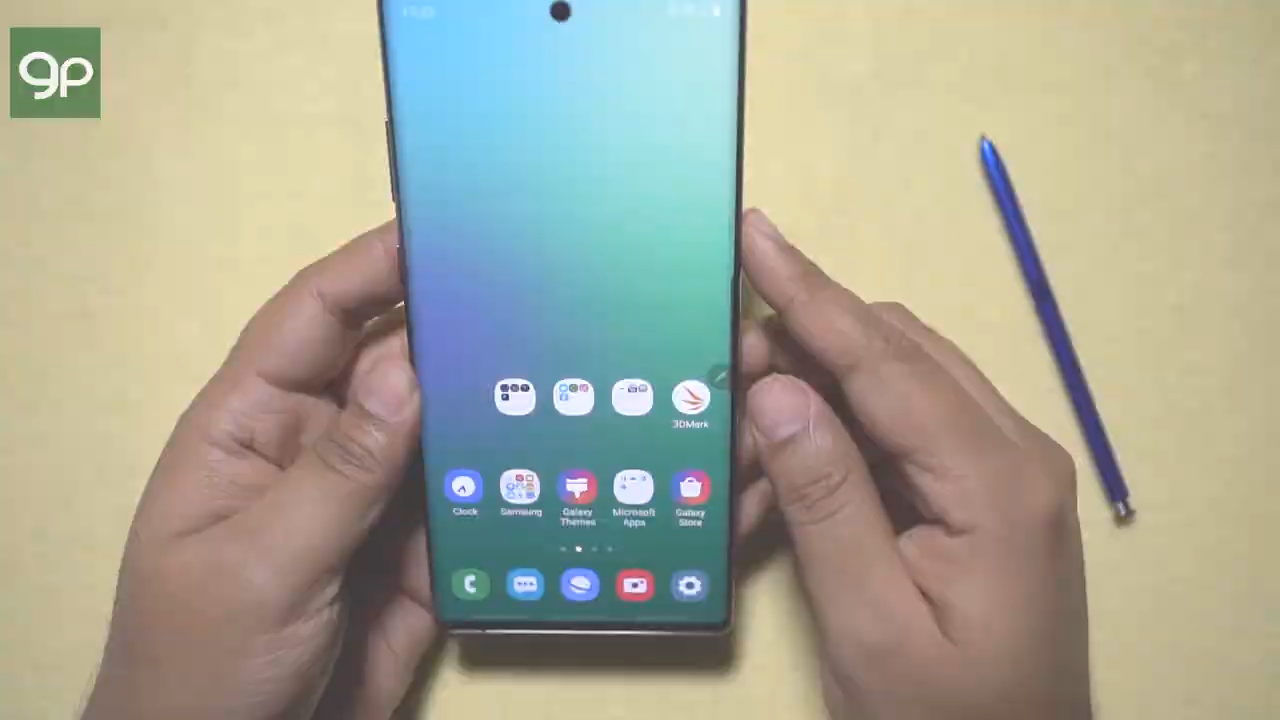 gp
3DMark
Clock
Samsung
Galaxy
Themes
Microsoft
Apps
Galaxy
Store